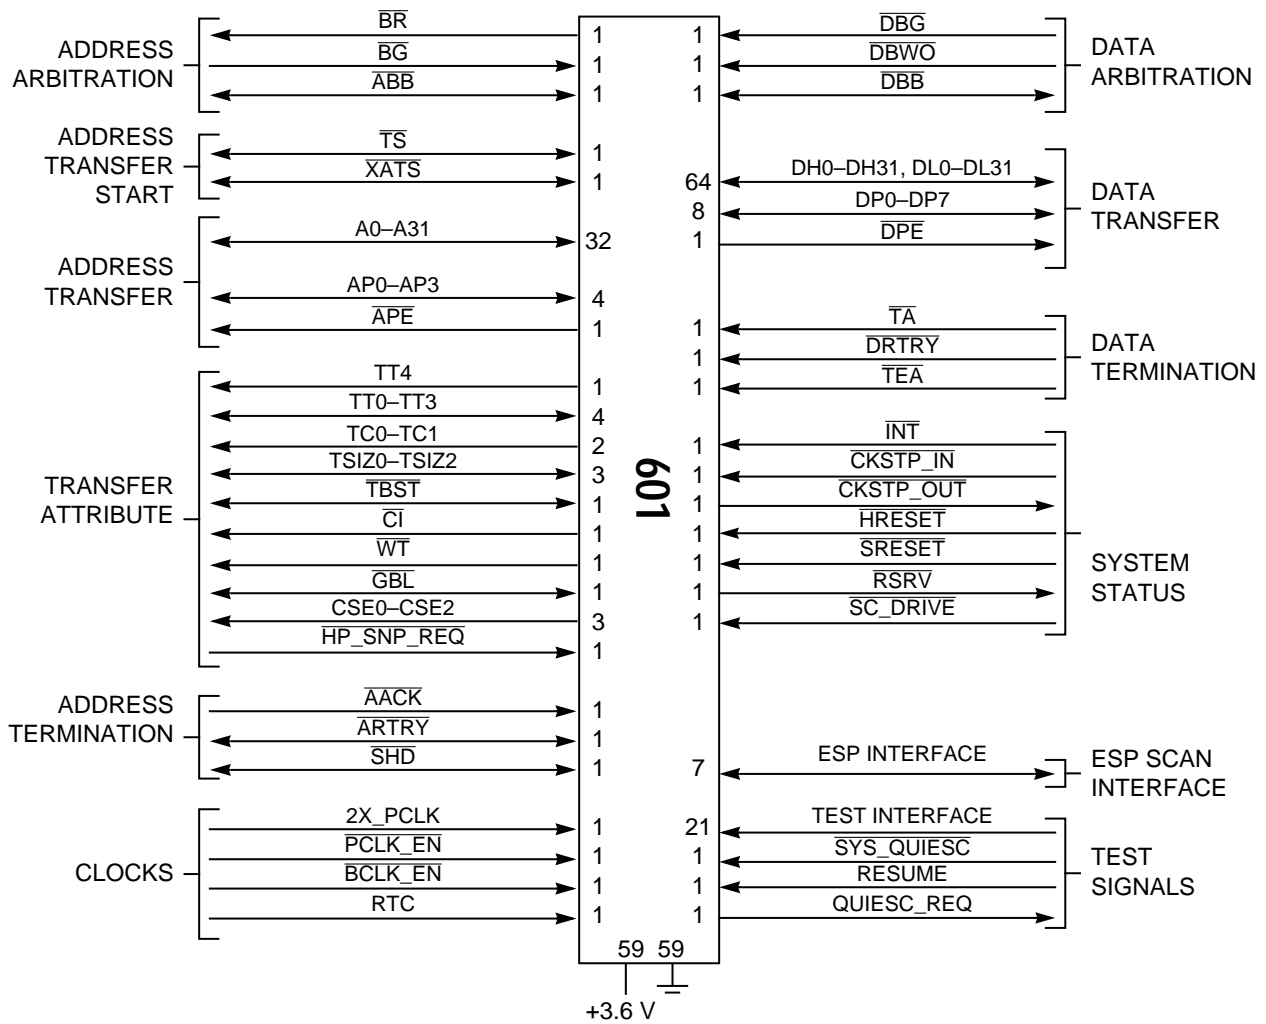 ADDRESS
ARBITRATION
BR 1
BG 1
ABB 1
ADDRESS
TRANSFER
START
TS 1
XATS 1
ADDRESS
TRANSFER
A0–A31 32
AP0–AP3 4
APE 1
TRANSFER
ATTRIBUTE
TT4 1
TT0–TT3 4
TC0–TC1 2
TSIZ0–TSIZ2 3
TBST 1
CI 1
WT 1
GBL 1
CSE0–CSE2 3
HP_SNP_REQ 1
ADDRESS
TERMINATION
AACK 1
ARTRY 1
SHD 1
CLOCKS
2X_PCLK 1
PCLK_EN 1
BCLK_EN 1
RTC 1
601
59 59
+3.6 V
1 DBG
1 DBWO
1 DBB
DATA
ARBITRATION
64 DH0–DH31, DL0–DL31
8 DP0–DP7
1 DPE
DATA
TRANSFER
1 TA
1 DRTRY
1 TEA
DATA
TERMINATION
1 INT
1 CKSTP_IN
1 CKSTP_OUT
1 HRESET
1 SRESET
1 RSRV
1 SC_DRIVE
SYSTEM
STATUS
7 ESP INTERFACE
ESP SCAN
INTERFACE
21 TEST INTERFACE
1 SYS_QUIESC
1 RESUME
1 QUIESC_REQ
TEST
SIGNALS